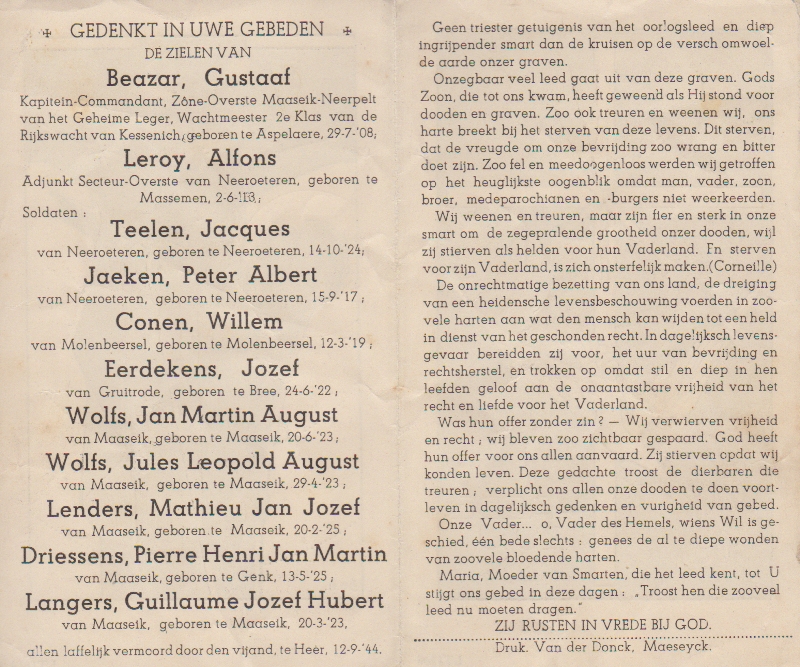 GEDENKT IN UWE GEBEDEN
DE ZIELEN VAN
Beazar, Gustaaf
Kapitein-Commandant, Zône-Overste Maaseik-Neerpelt
van het Geheime Leger, Wachtmeester 2e Klas van de
Rijkswacht van Kessenich, geboren te Aspelaere, 29-7-'08;
Leroy, Alfons
Adjunkt Secteur-Overste van Neeroeteren, geboren te
Massemen, 2-6-'13;
Soldaten :
Teelen, Jacques
van Neeroeteren, geboren te Neeroeteren, 14-10-'24;
Jaeken, Peter Albert
van Neeroeteren, geboren te Neeroeteren, 15-9-'17 ;
Conen, Willem
van Molenbeersel, geboren te Molenbeersel, 12-3-'19 ;
Eerdekens, Jozef
van Gruitrode, geboren te Bree, 24-6-'22 ;
Wolfs, Jan Martin August
van Maaseik, geboren te Maaseik, 20-6-'23 ;
Wolfs, Jules Leopold August
van Maaseik, geboren te Maaseik, 29-4-'23 ;
Lenders, Mathieu Jan Jozef
van Maaseik, geboren te Maaseik, 20-2-'25 ;
Driessens, Pierre Henri Jan Martin
van Maaseik, geboren te Genk, 13-5-'25 ;
Langers, Guillaume Jozef Hubert
van Maaseik, geboren te Maaseik, 20-3-'23,
allen laffelijk vermoord door den vijand, te Heer, 12-9-'44.
Geen triester getuigenis van het oorlogsleed en diep
ingrijpender smart dan de kruisen op de versch omwoel-
de aarde onzer graven.
Onzegbaar veel leed gaat uit van deze graven. Gods
Zoon, die tot ons kwam, heeft geweend als Hij stond voor
dooden en graven. Zoo ook treuren en weenen wij, ons
harte breekt bij het sterven van deze levens. Dit sterven,
dat de vreugde om onze bevrijding zoo wrang en bitter
doet zijn. Zoo fel en meedoogenloos werden wij getroffen
op het heuglijkste oogenblik omdat man, vader, zoon,
broer, medeparochianen en -burgers niet weerkeerden.
Wij weenen en treuren, maar zijn fier en sterk in onze
smart om de zegepralende grootheid onzer dooden, wijl
zij stierven als helden voor hun Vaderland. En sterven
voor zijn Vaderland, is zich onsterfelijk maken. (Corneille)
De onrechtmatige bezetting van ons land, de dreiging
van een heidensche levensbeschouwing voerden in zoo-
vele harten aan wat den mensch kan wijden tot een held
in dienst van het geschonden recht. In dagelijksch levens-
gevaar bereidden zij voor, het uur van bevrijding en
rechtsherstel, en trokken op omdat stil en diep in hen
leefden geloof aan de onaantastbare vrijheid van het
recht en liefde voor het Vaderland.
Was hun offer zonder zin ? — Wij verwierven vrijheid
en recht ; wij bleven zoo zichtbaar gespaard. God heeft
hun offer voor ons allen aanvaard. Zij stierven opdat wij
konden leven. Deze gedachte troost de dierbaren die
treuren ; verplicht ons allen onze dooden te doen voort-
leven in dagelijksch gedenken en vurigheid van gebed.
Onze Vader... o, Vader des Hemels, wiens Wil is ge-
schied, één bede slechts : genees de al te diepe wonden
van zoovele bloedende harten.
Maria, Moeder van Smarten, die het leed kent, tot U
stijgt ons gebed in deze dagen : „Troost hen die zooveel
leed nu moeten dragen."
ZIJ RUSTEN IN VREDE BIJ GOD.
Druk. Van der Donck, Maeseyck.